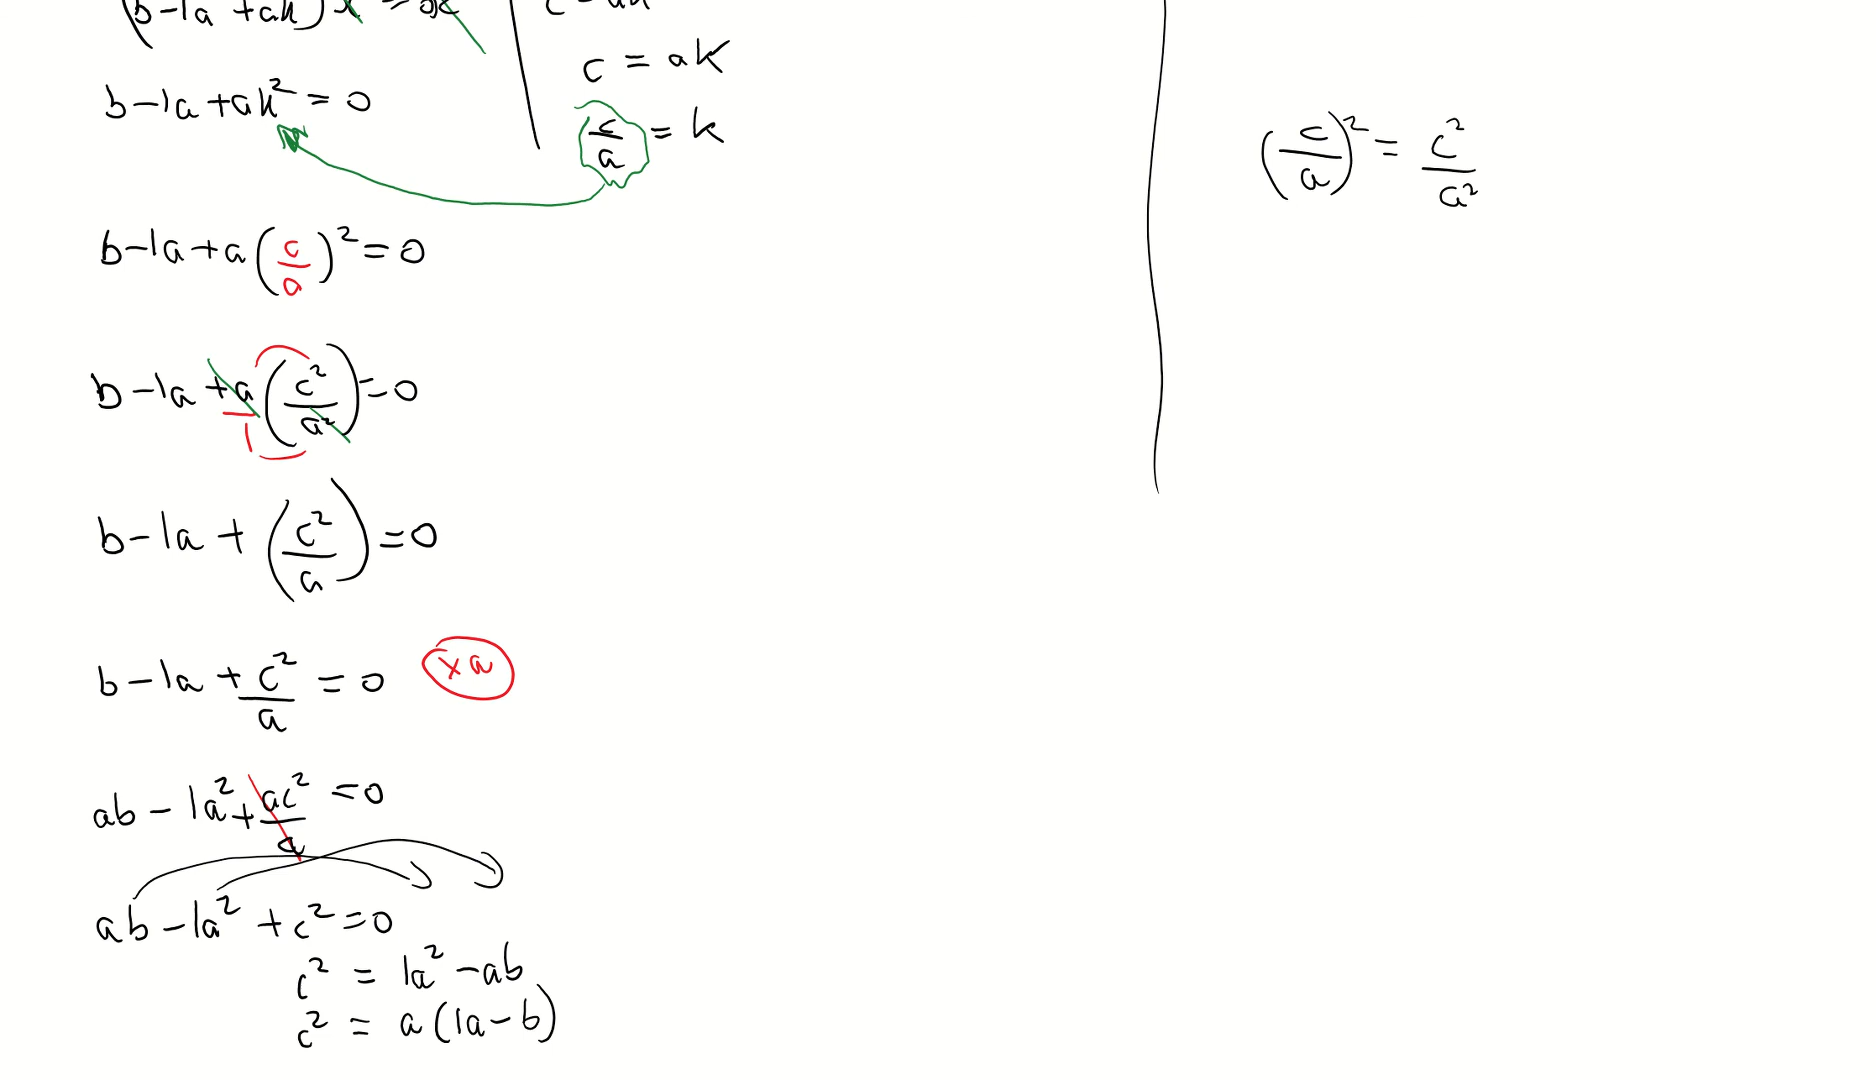 b-1a+ak²=0
c = ak
c/a = k
b-1a+a(c/a)²=0
b-1a+a(c²/a²)=0
b-1a+(c²/a)=0
b-1a+c²/a=0 ×a
ab-1a²+ac²/a=0
ab-1a²+c²=0
c² = 1a²-ab
c² = a(1a-b)
(c/a)² = c²/a²